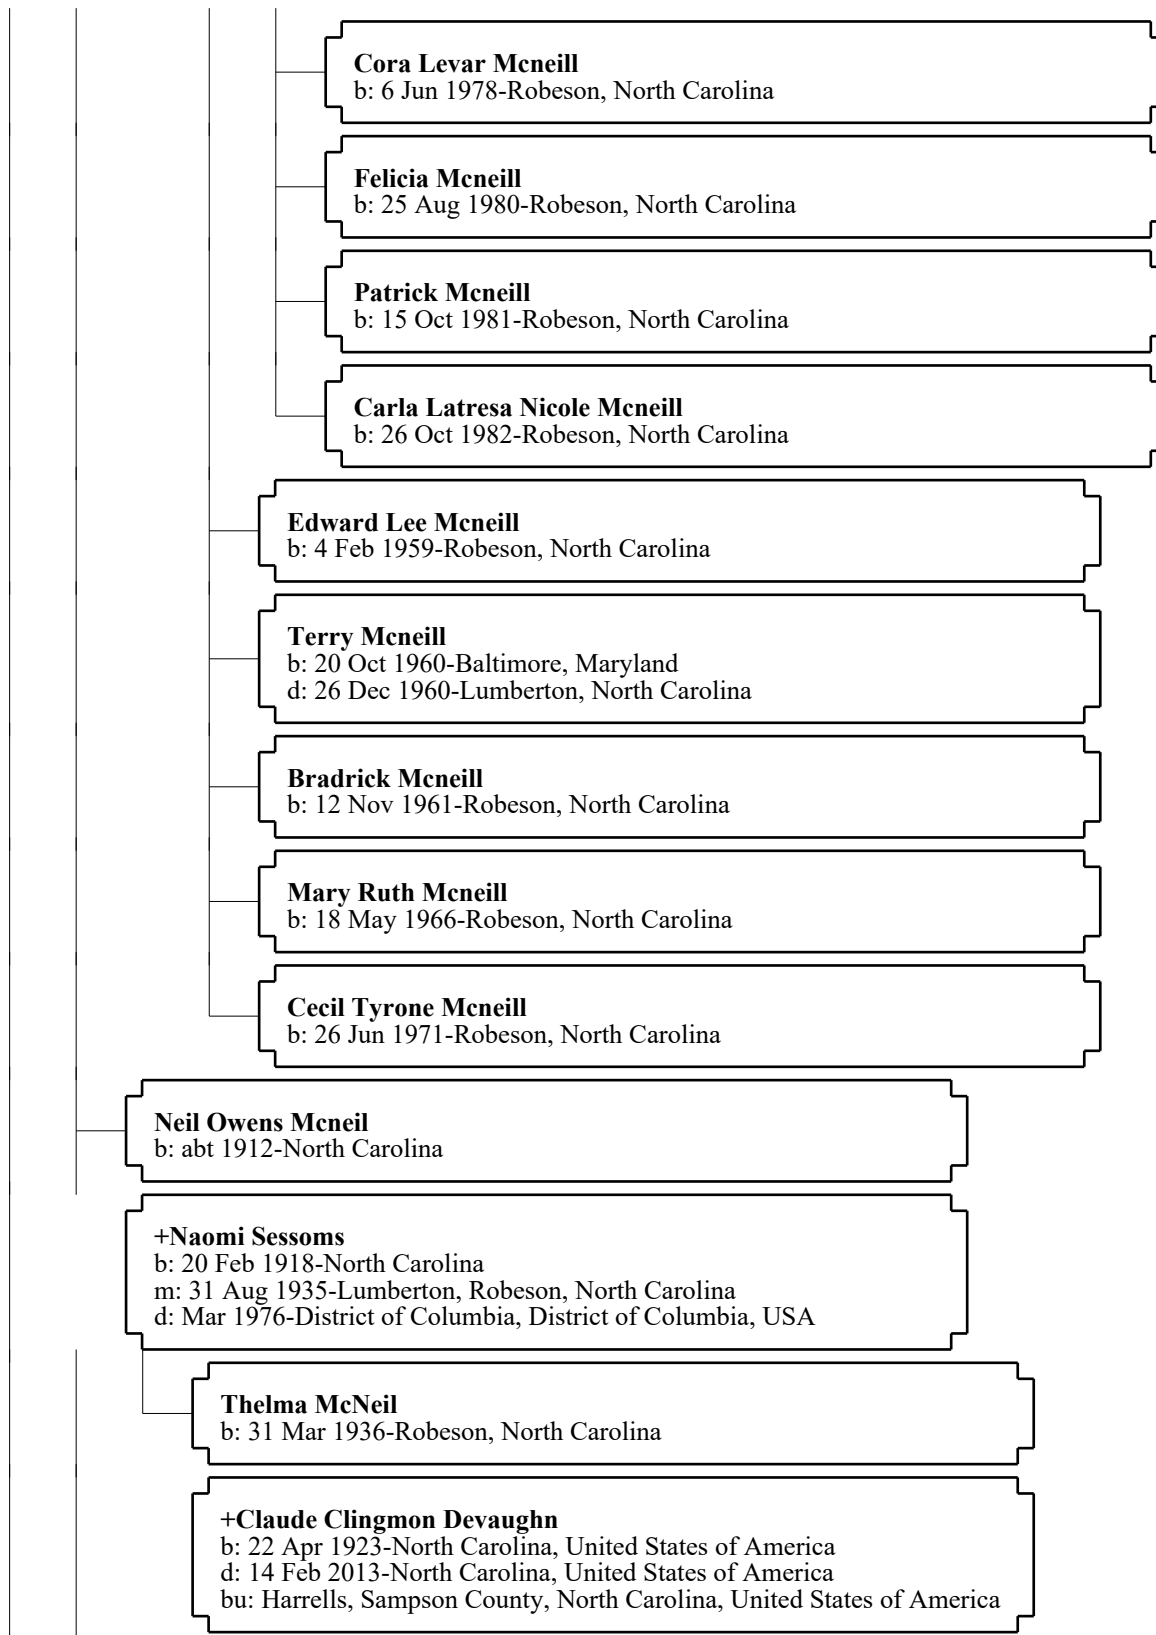 Cora Levar Mcneill
b: 6 Jun 1978-Robeson, North Carolina
Felicia Mcneill
b: 25 Aug 1980-Robeson, North Carolina
Patrick Mcneill
b: 15 Oct 1981-Robeson, North Carolina
Carla Latresa Nicole Mcneill
b: 26 Oct 1982-Robeson, North Carolina
Edward Lee Mcneill
b: 4 Feb 1959-Robeson, North Carolina
Terry Mcneill
b: 20 Oct 1960-Baltimore, Maryland
d: 26 Dec 1960-Lumberton, North Carolina
Bradrick Mcneill
b: 12 Nov 1961-Robeson, North Carolina
Mary Ruth Mcneill
b: 18 May 1966-Robeson, North Carolina
Cecil Tyrone Mcneill
b: 26 Jun 1971-Robeson, North Carolina
Neil Owens Mcneil
b: abt 1912-North Carolina
+Naomi Sessoms
b: 20 Feb 1918-North Carolina
m: 31 Aug 1935-Lumberton, Robeson, North Carolina
d: Mar 1976-District of Columbia, District of Columbia, USA
Thelma McNeil
b: 31 Mar 1936-Robeson, North Carolina
+Claude Clingmon Devaughn
b: 22 Apr 1923-North Carolina, United States of America
d: 14 Feb 2013-North Carolina, United States of America
bu: Harrells, Sampson County, North Carolina, United States of America